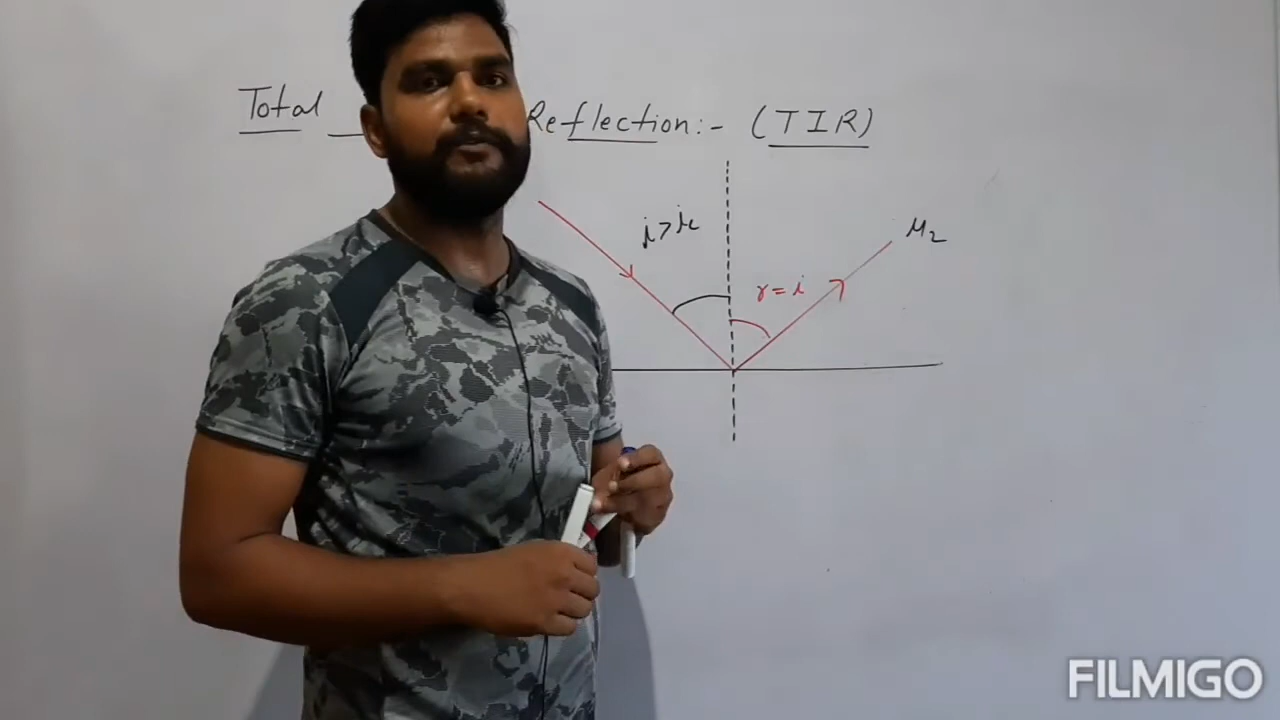 Total Reflection:- (TIR)
i>ic
μ2
r=i
FILMIGO